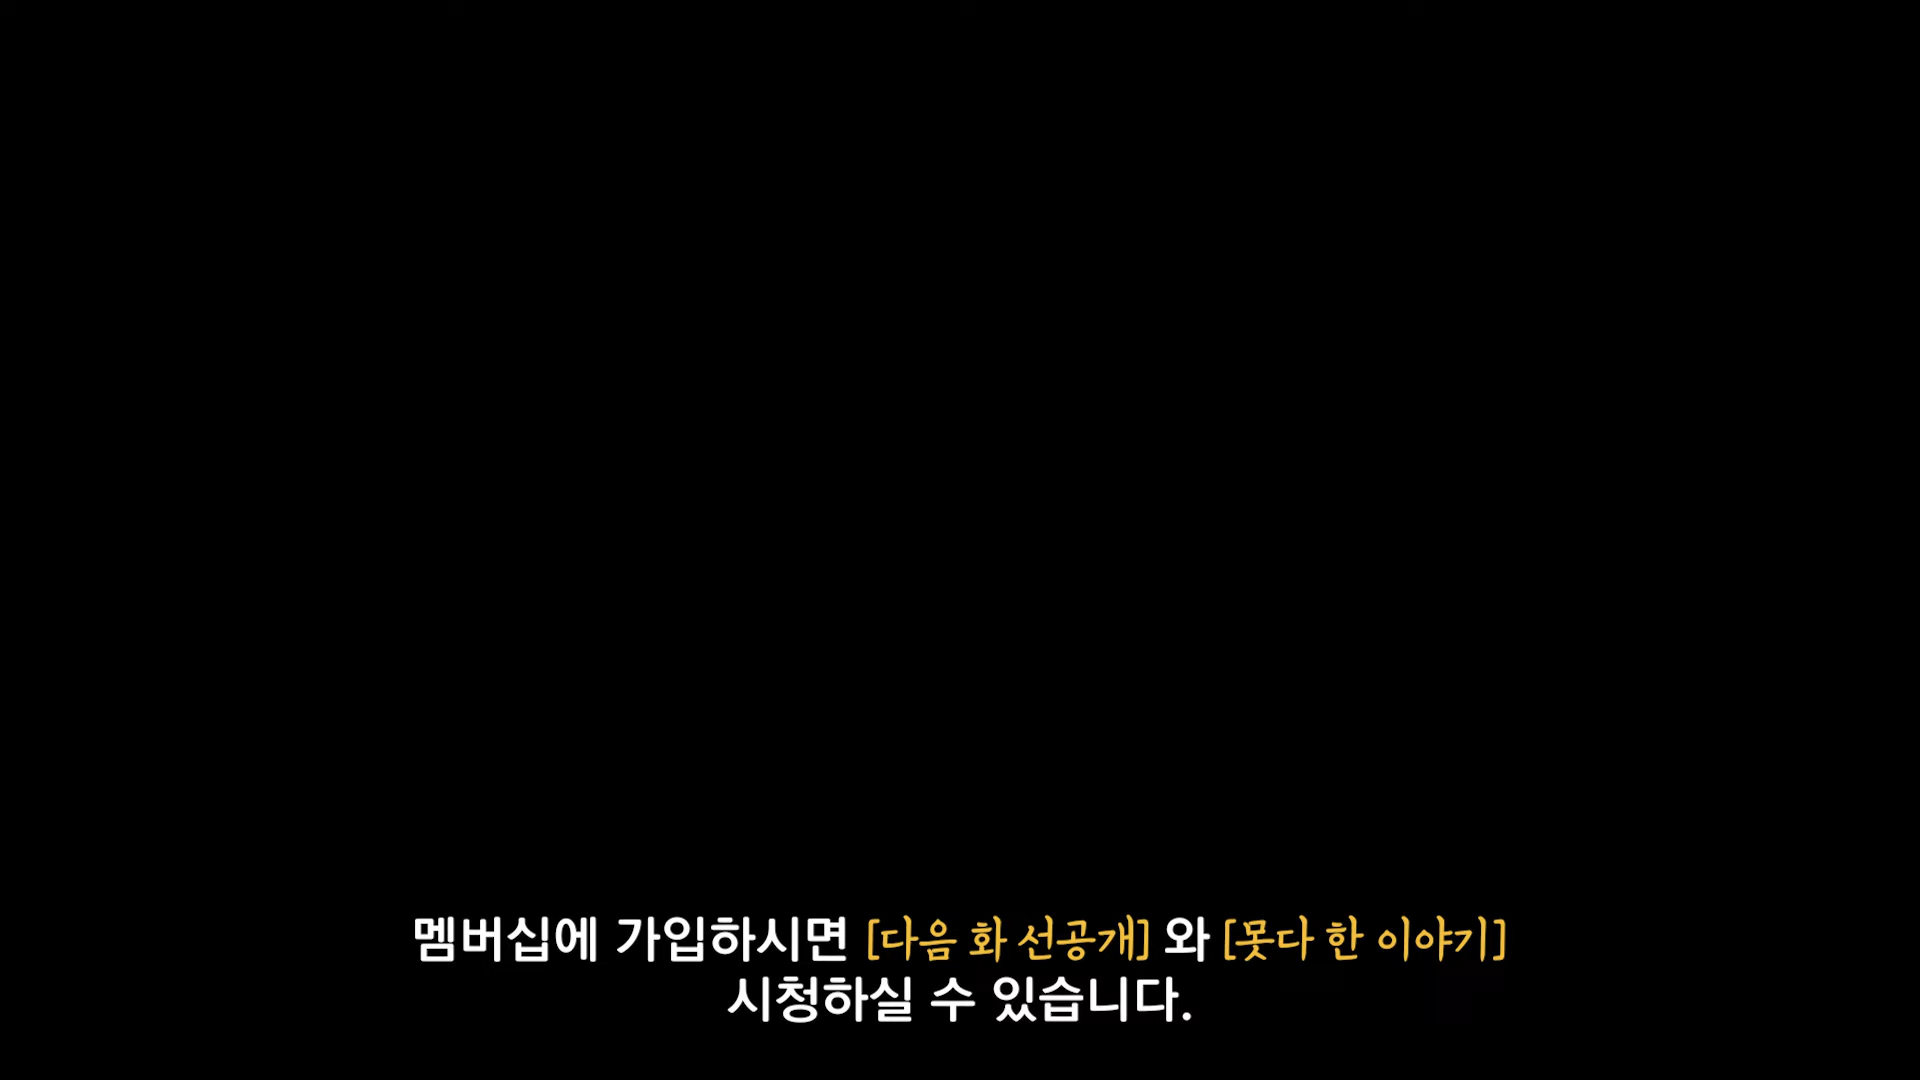 멤버십에 가입하시면 [다음 화 선공개] 와 [못다 한 이야기]
시청하실 수 있습니다.